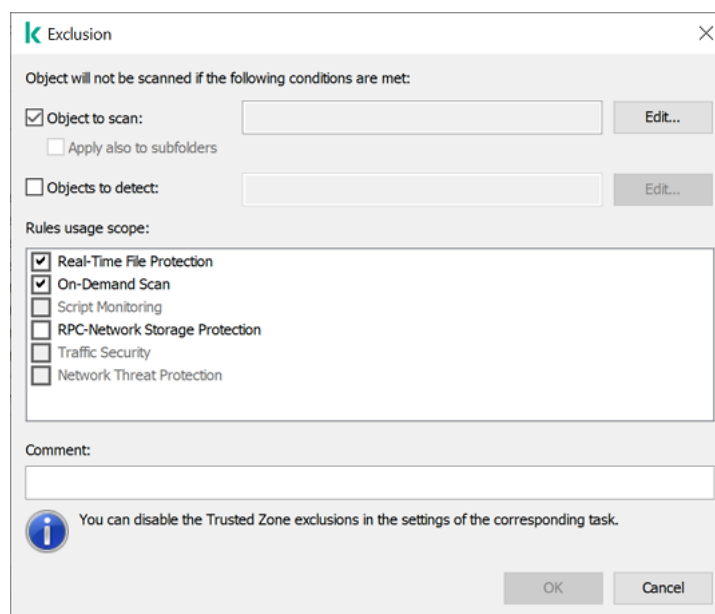 Exclusion
Object will not be scanned if the following conditions are met:
Object to scan:
Edit...
Apply also to subfolders
Objects to detect:
Edit...
Rules usage scope:
Real-Time File Protection
On-Demand Scan
Script Monitoring
RPC-Network Storage Protection
Traffic Security
Network Threat Protection
Comment:
You can disable the Trusted Zone exclusions in the settings of the corresponding task.
OK
Cancel